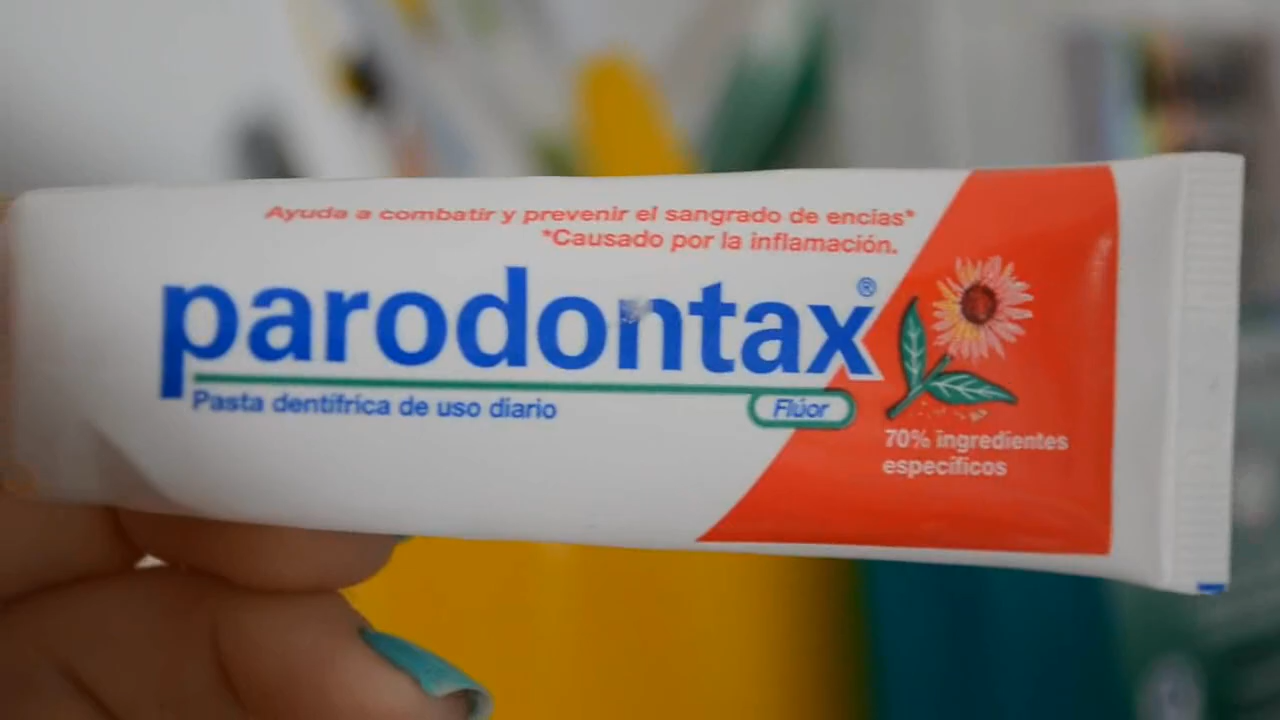 Ayuda a combatir y prevenir el sangrado de encías*
*Causado por la inflamación.
parodontax®
Pasta dentífrica de uso diario
Flúor
70% ingredientes
específicos